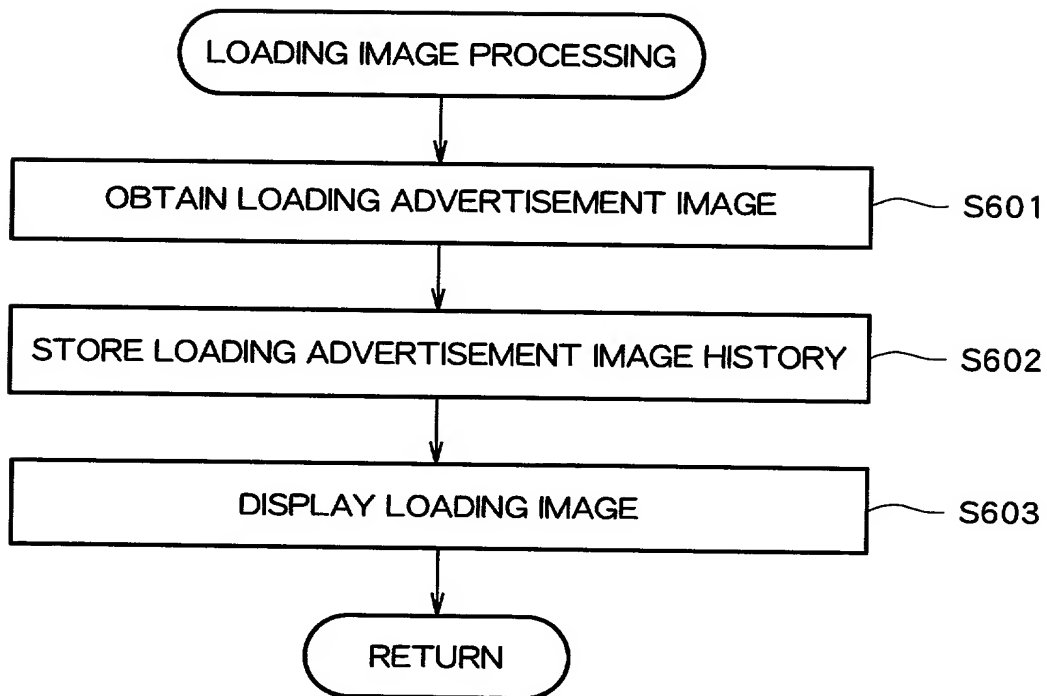 LOADING IMAGE PROCESSING
OBTAIN LOADING ADVERTISEMENT IMAGE
S601
STORE LOADING ADVERTISEMENT IMAGE HISTORY
S602
DISPLAY LOADING IMAGE
S603
RETURN